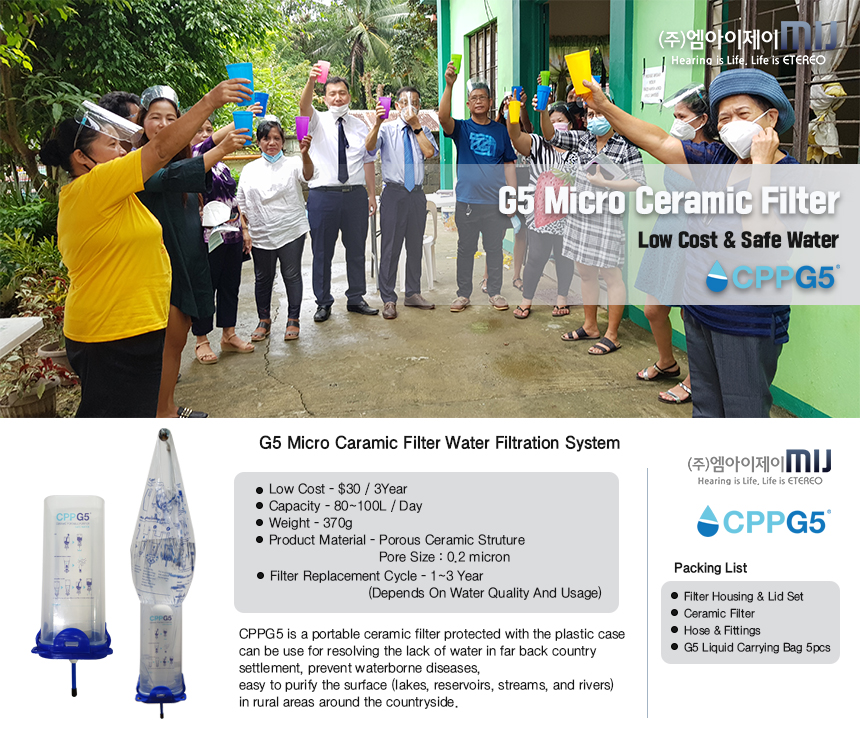 (주)엠아이제이 MIJ
Hearing is Life, Life is ETEREO
G5 Micro Ceramic Filter
Low Cost & Safe Water
CPPG5®
G5 Micro Caramic Filter Water Filtration System
● Low Cost - $30 / 3Year
● Capacity - 80~100L / Day
● Weight - 370g
● Product Material - Porous Ceramic Struture
Pore Size : 0.2 micron
● Filter Replacement Cycle - 1~3 Year
(Depends On Water Quality And Usage)
CPPG5 is a portable ceramic filter protected with the plastic case
can be use for resolving the lack of water in far back country
settlement, prevent waterborne diseases,
easy to purify the surface (lakes, reservoirs, streams, and rivers)
in rural areas around the countryside.
CPPG5
CPPG5
(주)엠아이제이 MIJ
Hearing is Life, Life is ETEREO
CPPG5®
Packing List
● Filter Housing & Lid Set
● Ceramic Filter
● Hose & Fittings
● G5 Liquid Carrying Bag 5pcs